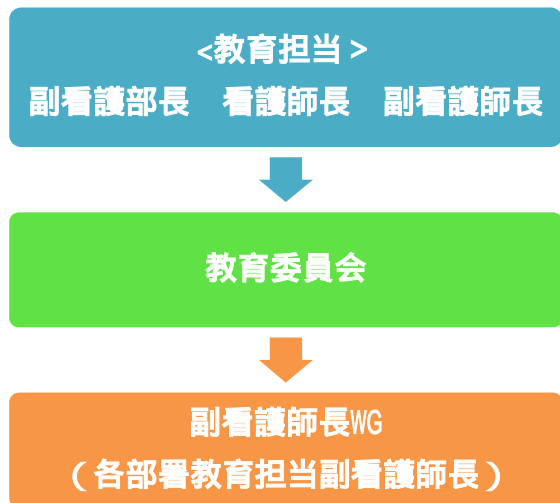 <教育担当>
副看護部長　看護師長　副看護師長
教育委員会
副看護師長WG
（各部署教育担当副看護師長）